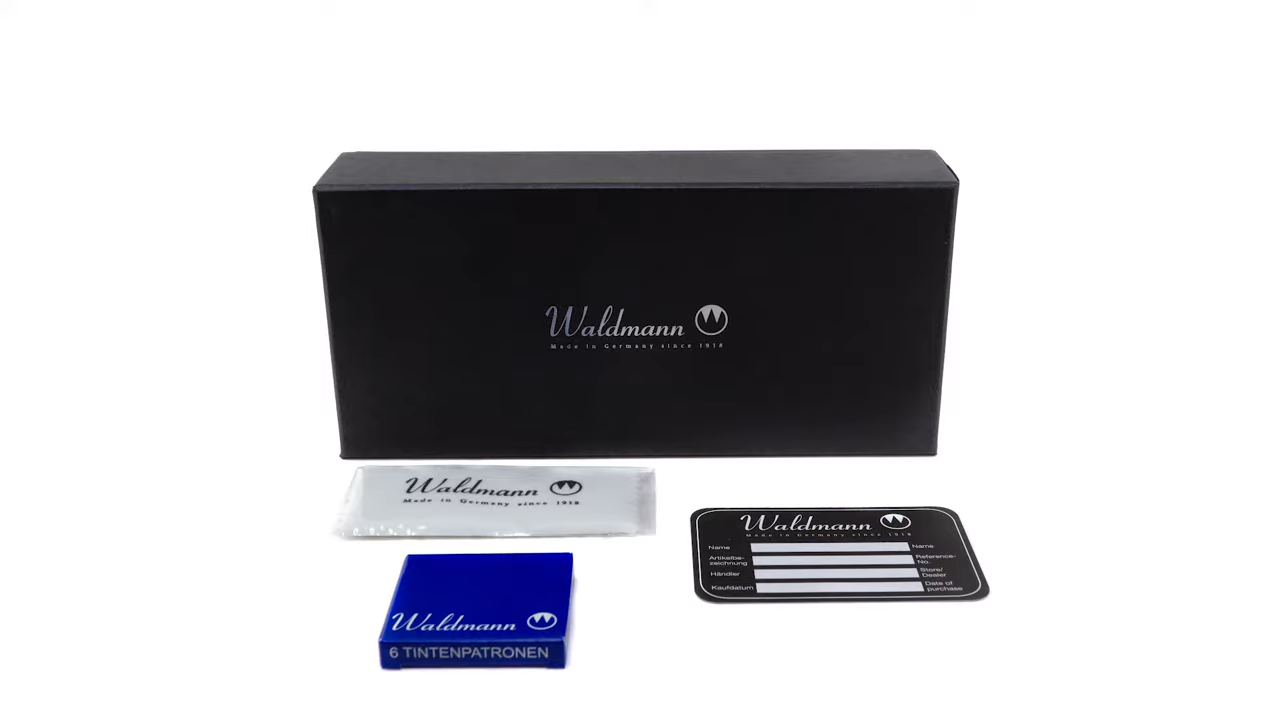 Waldmann
Made in Germany since 1918
Waldmann
Made in Germany since 1918
Waldmann
Made in Germany since 1918
Name Name
Artikelbe-
zeichnung
Reference-
No.
Händler
Store/
Dealer
Kaufdatum
Date of
purchase
Waldmann
6 TINTENPATRONEN